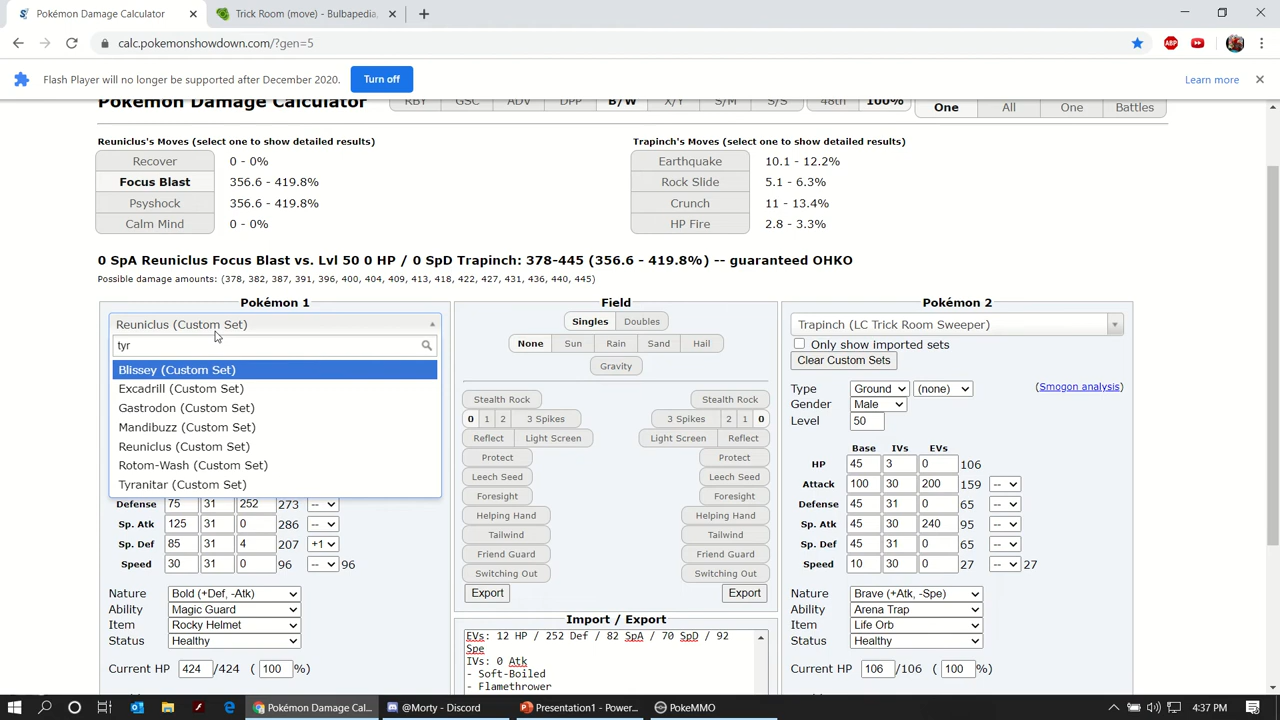 Pokémon Damage Calculator
Trick Room (move) - Bulbapedia,
calc.pokemonshowdown.com/?gen=5
ABP
Flash Player will no longer be supported after December 2020. Turn off Learn more
Pokémon Damage Calculator RBY GSC ADV DPP B/W X/Y S/M S/S 48th 100% One All One Battles
Reuniclus's Moves (select one to show detailed results)
Recover 0 - 0%
Focus Blast 356.6 - 419.8%
Psyshock 356.6 - 419.8%
Calm Mind 0 - 0%
Trapinch's Moves (select one to show detailed results)
Earthquake 10.1 - 12.2%
Rock Slide 5.1 - 6.3%
Crunch 11 - 13.4%
HP Fire 2.8 - 3.3%
0 SpA Reuniclus Focus Blast vs. Lvl 50 0 HP / 0 SpD Trapinch: 378-445 (356.6 - 419.8%) -- guaranteed OHKO
Possible damage amounts: (378, 382, 387, 391, 396, 400, 404, 409, 413, 418, 422, 427, 431, 436, 440, 445)
Pokémon 1
Reuniclus (Custom Set)
tyr
Blissey (Custom Set)
Excadrill (Custom Set)
Gastrodon (Custom Set)
Mandibuzz (Custom Set)
Reuniclus (Custom Set)
Rotom-Wash (Custom Set)
Tyranitar (Custom Set)
Defense 75 31 252 273 --
Sp. Atk 125 31 0 286 --
Sp. Def 85 31 4 207 +1
Speed 30 31 0 96 -- 96
Nature Bold (+Def, -Atk)
Ability Magic Guard
Item Rocky Helmet
Status Healthy
Current HP 424 /424 ( 100 %)
Field
Singles Doubles
None Sun Rain Sand Hail
Gravity
Stealth Rock Stealth Rock
0 1 2 3 Spikes 3 Spikes 2 1 0
Reflect Light Screen Light Screen Reflect
Protect Protect
Leech Seed Leech Seed
Foresight Foresight
Helping Hand Helping Hand
Tailwind Tailwind
Friend Guard Friend Guard
Switching Out Switching Out
Export Export
Import / Export
EVs: 12 HP / 252 Def / 82 SpA / 70 SpD / 92
Spe
IVs: 0 Atk
- Soft-Boiled
- Flamethrower
Pokémon 2
Trapinch (LC Trick Room Sweeper)
Only show imported sets
Clear Custom Sets
Type Ground (none) (Smogon analysis)
Gender Male
Level 50
Base IVs EVs
HP 45 3 0 106
Attack 100 30 200 159 --
Defense 45 31 0 65 --
Sp. Atk 45 30 240 95 --
Sp. Def 45 31 0 65 --
Speed 10 30 0 27 -- 27
Nature Brave (+Atk, -Spe)
Ability Arena Trap
Item Life Orb
Status Healthy
Current HP 106 /106 ( 100 %)
Pokémon Damage Cal... @Morty - Discord Presentation1 - Powe... PokeMMO 4:37 PM